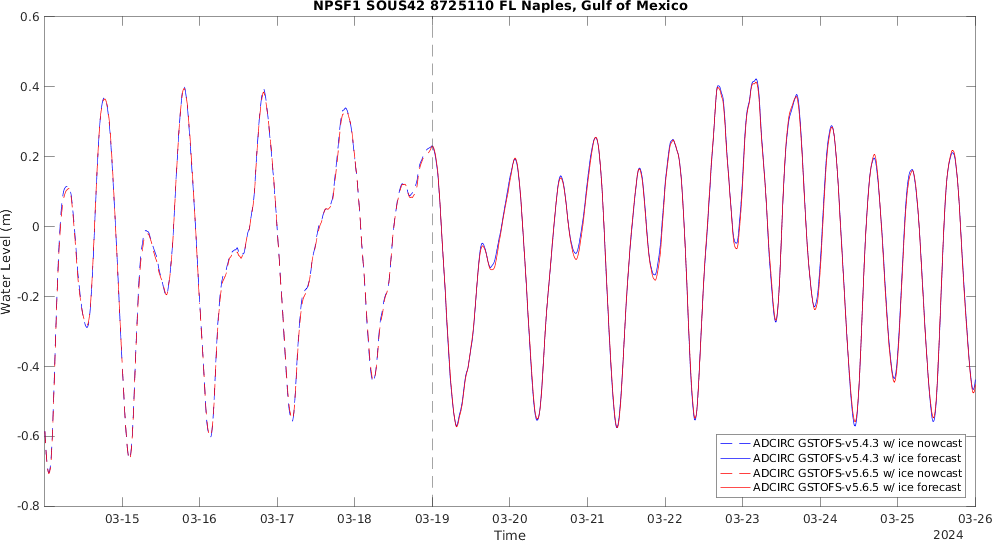 NPSF1 SOUS42 8725110 FL Naples, Gulf of Mexico
0.6
0.4
0.2
0
-0.2
-0.4
-0.6
-0.8
Water Level (m)
ADCIRC GSTOFS-v5.4.3 w/ ice nowcast
ADCIRC GSTOFS-v5.4.3 w/ ice forecast
ADCIRC GSTOFS-v5.6.5 w/ ice nowcast
ADCIRC GSTOFS-v5.6.5 w/ ice forecast
03-15 03-16 03-17 03-18 03-19 03-20 03-21 03-22 03-23 03-24 03-25 03-26
Time
2024